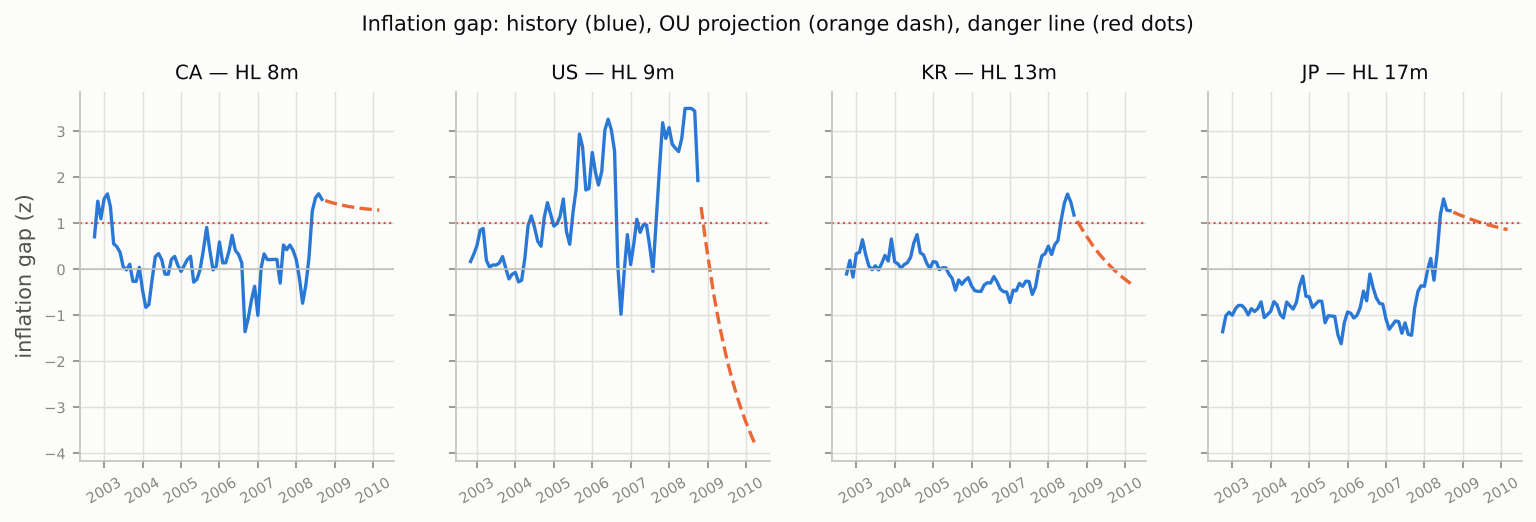 Inflation gap: history (blue), OU projection (orange dash), danger line (red dots)
CA — HL 8m
US — HL 9m
KR — HL 13m
JP — HL 17m
inflation gap (z)
3
2
1
0
−1
−2
−3
−4
2003 2004 2005 2006 2007 2008 2009 2010
2003 2004 2005 2006 2007 2008 2009 2010
2003 2004 2005 2006 2007 2008 2009 2010
2003 2004 2005 2006 2007 2008 2009 2010